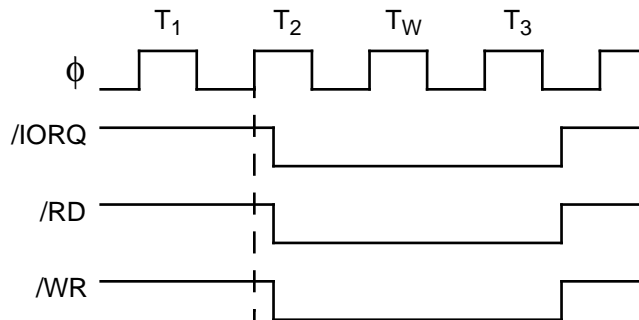 T1 T2 TW T3
ϕ
/IORQ
/RD
/WR